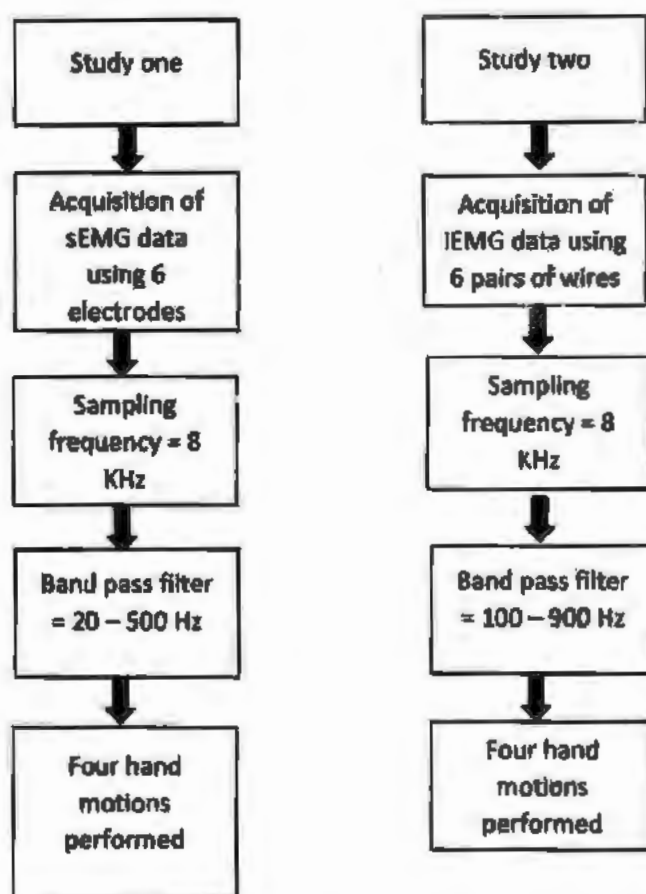 Study one
Acquisition of
sEMG data
using 6
electrodes
Sampling
frequency = 8
KHz
Band pass filter
= 20 – 500 Hz
Four hand
motions
performed
Study two
Acquisition of
iEMG data using
6 pairs of wires
Sampling
frequency = 8
KHz
Band pass filter
= 100 – 900 Hz
Four hand
motions
performed